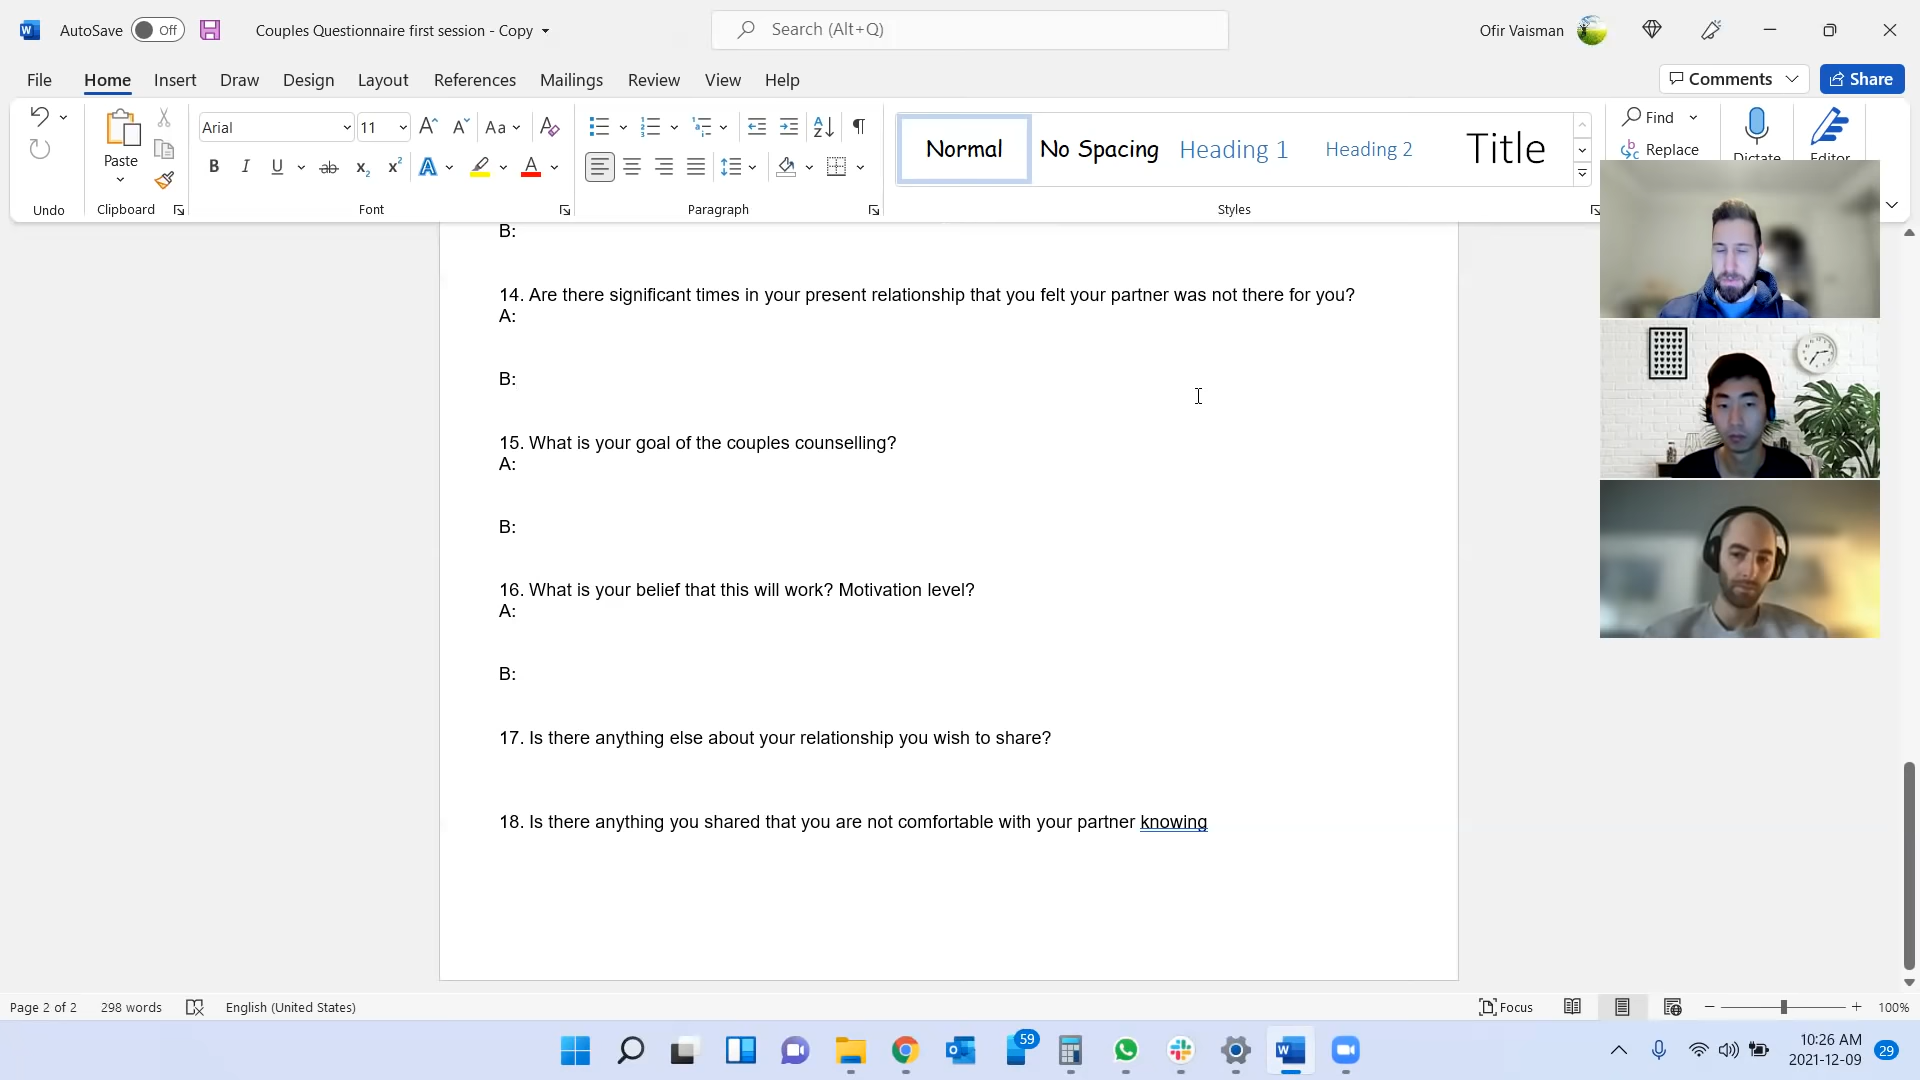 AutoSave Off Couples Questionnaire first session - Copy Search (Alt+Q) Ofir Vaisman
File Home Insert Draw Design Layout References Mailings Review View Help Comments Share
Paste Arial 11 Aa Normal No Spacing Heading 1 Heading 2 Title Find Replace Dictate Editor
Undo Clipboard Font Paragraph Styles
B:
14. Are there significant times in your present relationship that you felt your partner was not there for you?
A:
B:
15. What is your goal of the couples counselling?
A:
B:
16. What is your belief that this will work? Motivation level?
A:
B:
17. Is there anything else about your relationship you wish to share?
18. Is there anything you shared that you are not comfortable with your partner knowing
Page 2 of 2 298 words English (United States) Focus 100%
59 10:26 AM
2021-12-09 29